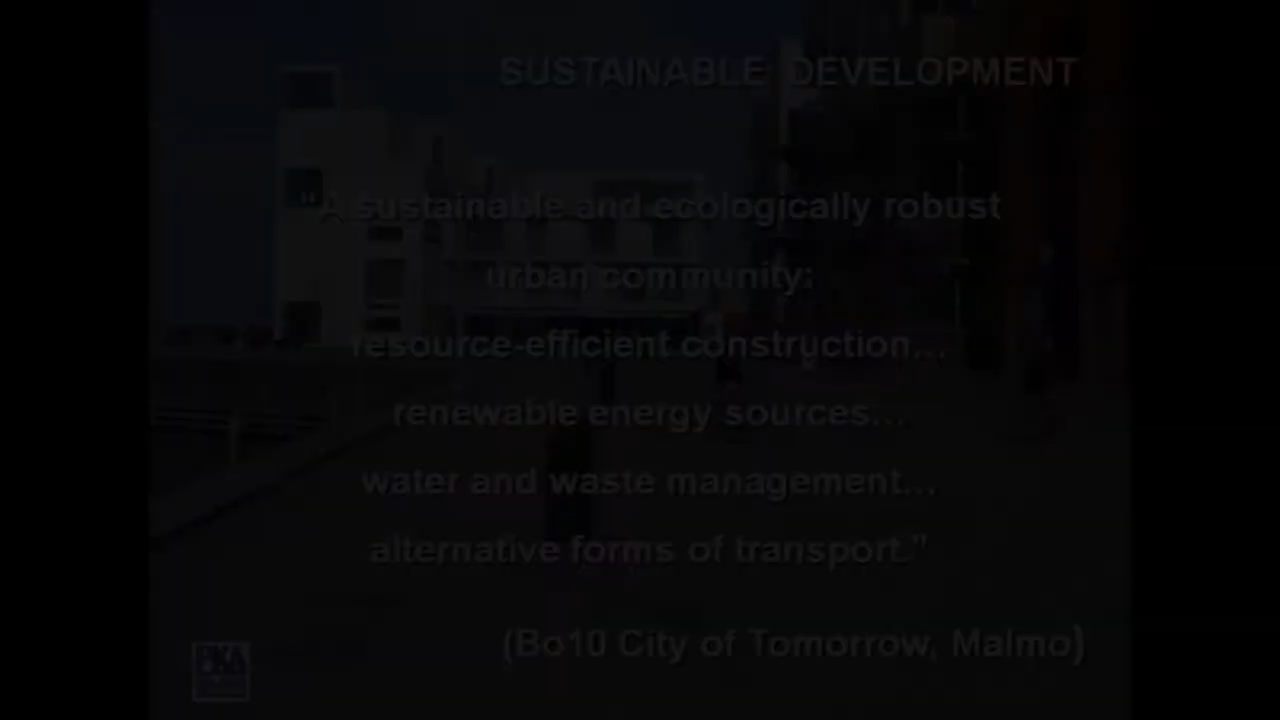 SUSTAINABLE DEVELOPMENT
"A sustainable and ecologically robust
urban community:
resource-efficient construction...
renewable energy sources...
water and waste management...
alternative forms of transport."
(Bo10 City of Tomorrow, Malmo)